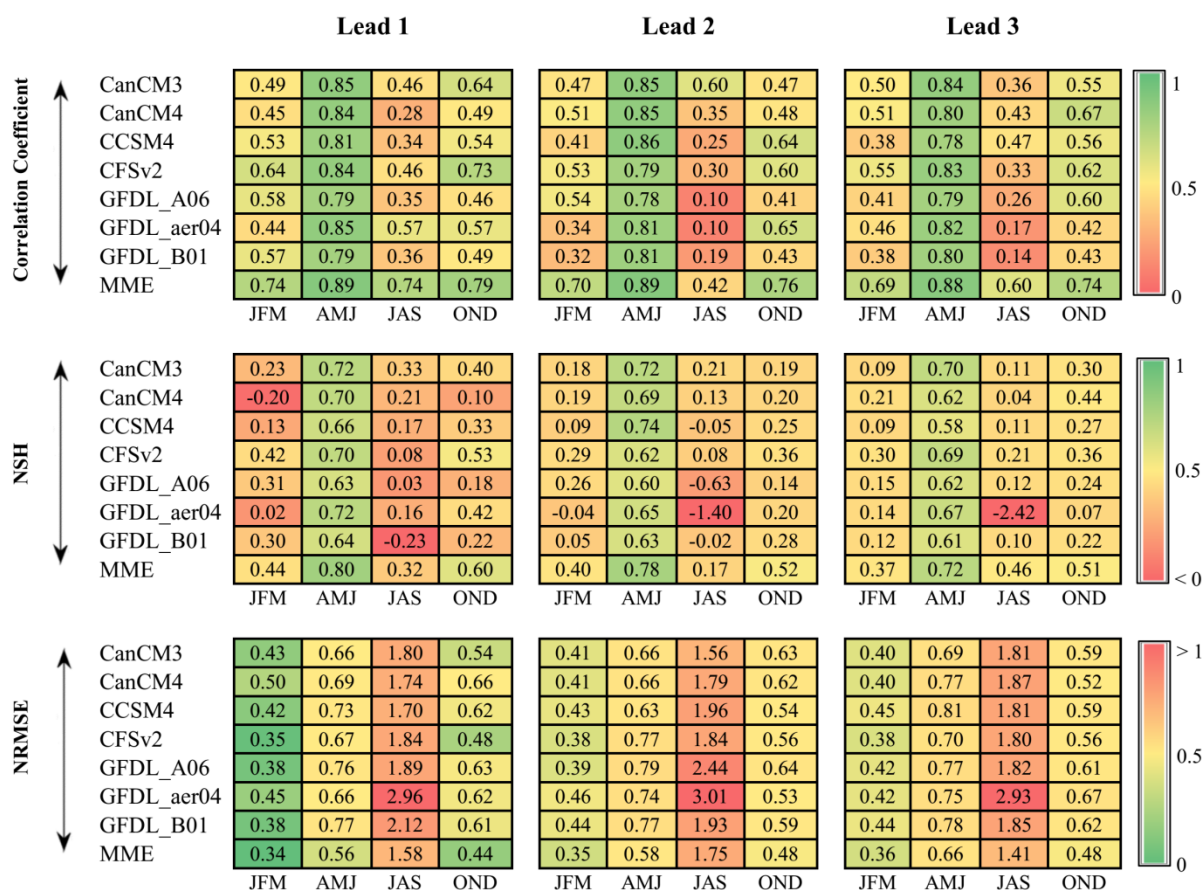 Lead 1 Lead 2 Lead 3
Correlation Coefficient
CanCM3 0.49 0.85 0.46 0.64 0.47 0.85 0.60 0.47 0.50 0.84 0.36 0.55 1
CanCM4 0.45 0.84 0.28 0.49 0.51 0.85 0.35 0.48 0.51 0.80 0.43 0.67
CCSM4 0.53 0.81 0.34 0.54 0.41 0.86 0.25 0.64 0.38 0.78 0.47 0.56
CFSv2 0.64 0.84 0.46 0.73 0.53 0.79 0.30 0.60 0.55 0.83 0.33 0.62 0.5
GFDL_A06 0.58 0.79 0.35 0.46 0.54 0.78 0.10 0.41 0.41 0.79 0.26 0.60
GFDL_aer04 0.44 0.85 0.57 0.57 0.34 0.81 0.10 0.65 0.46 0.82 0.17 0.42
GFDL_B01 0.57 0.79 0.36 0.49 0.32 0.81 0.19 0.43 0.38 0.80 0.14 0.43
MME 0.74 0.89 0.74 0.79 0.70 0.89 0.42 0.76 0.69 0.88 0.60 0.74 0
JFM AMJ JAS OND JFM AMJ JAS OND JFM AMJ JAS OND
NSH
CanCM3 0.23 0.72 0.33 0.40 0.18 0.72 0.21 0.19 0.09 0.70 0.11 0.30 1
CanCM4 -0.20 0.70 0.21 0.10 0.19 0.69 0.13 0.20 0.21 0.62 0.04 0.44
CCSM4 0.13 0.66 0.17 0.33 0.09 0.74 -0.05 0.25 0.09 0.58 0.11 0.27
CFSv2 0.42 0.70 0.08 0.53 0.29 0.62 0.08 0.36 0.30 0.69 0.21 0.36 0.5
GFDL_A06 0.31 0.63 0.03 0.18 0.26 0.60 -0.63 0.14 0.15 0.62 0.12 0.24
GFDL_aer04 0.02 0.72 0.16 0.42 -0.04 0.65 -1.40 0.20 0.14 0.67 -2.42 0.07
GFDL_B01 0.30 0.64 -0.23 0.22 0.05 0.63 -0.02 0.28 0.12 0.61 0.10 0.22
MME 0.44 0.80 0.32 0.60 0.40 0.78 0.17 0.52 0.37 0.72 0.46 0.51 < 0
JFM AMJ JAS OND JFM AMJ JAS OND JFM AMJ JAS OND
NRMSE
CanCM3 0.43 0.66 1.80 0.54 0.41 0.66 1.56 0.63 0.40 0.69 1.81 0.59 > 1
CanCM4 0.50 0.69 1.74 0.66 0.41 0.66 1.79 0.62 0.40 0.77 1.87 0.52
CCSM4 0.42 0.73 1.70 0.62 0.43 0.63 1.96 0.54 0.45 0.81 1.81 0.59
CFSv2 0.35 0.67 1.84 0.48 0.38 0.77 1.84 0.56 0.38 0.70 1.80 0.56 0.5
GFDL_A06 0.38 0.76 1.89 0.63 0.39 0.79 2.44 0.64 0.42 0.77 1.82 0.61
GFDL_aer04 0.45 0.66 2.96 0.62 0.46 0.74 3.01 0.53 0.42 0.75 2.93 0.67
GFDL_B01 0.38 0.77 2.12 0.61 0.44 0.77 1.93 0.59 0.44 0.78 1.85 0.62
MME 0.34 0.56 1.58 0.44 0.35 0.58 1.75 0.48 0.36 0.66 1.41 0.48 0
JFM AMJ JAS OND JFM AMJ JAS OND JFM AMJ JAS OND